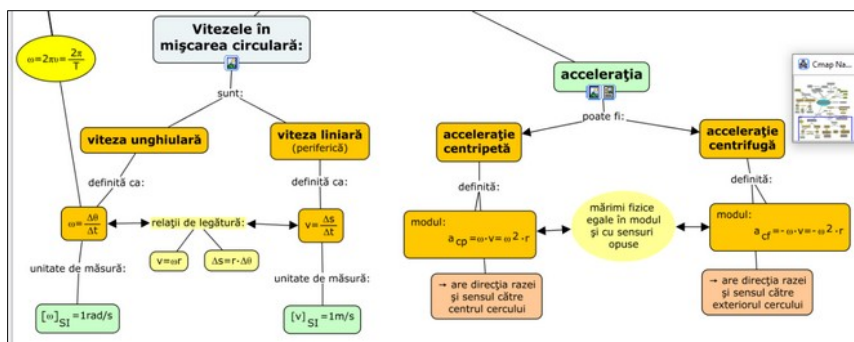 Vitezele în
mişcarea circulară:
ω=2πυ=2π/T
sunt:
viteza unghiulară
viteza liniară
(periferică)
definită ca:
definită ca:
ω=Δθ/Δt
relaţii de legătură:
v=Δs/Δt
v=ωr
Δs=r·Δθ
unitate de măsură:
unitate de măsură:
[ω]SI=1rad/s
[v]SI=1m/s
acceleraţia
poate fi:
acceleraţie
centripetă
acceleraţie
centrifugă
definită:
definită:
modul:
a cp=ω·v=ω²·r
mărimi fizice
egale în modul
şi cu sensuri
opuse
modul:
a cf=-ω·v=-ω²·r
→ are direcţia razei
şi sensul către
centrul cercului
→ are direcţia razei
şi sensul către
exteriorul cercului
Cmap Na...